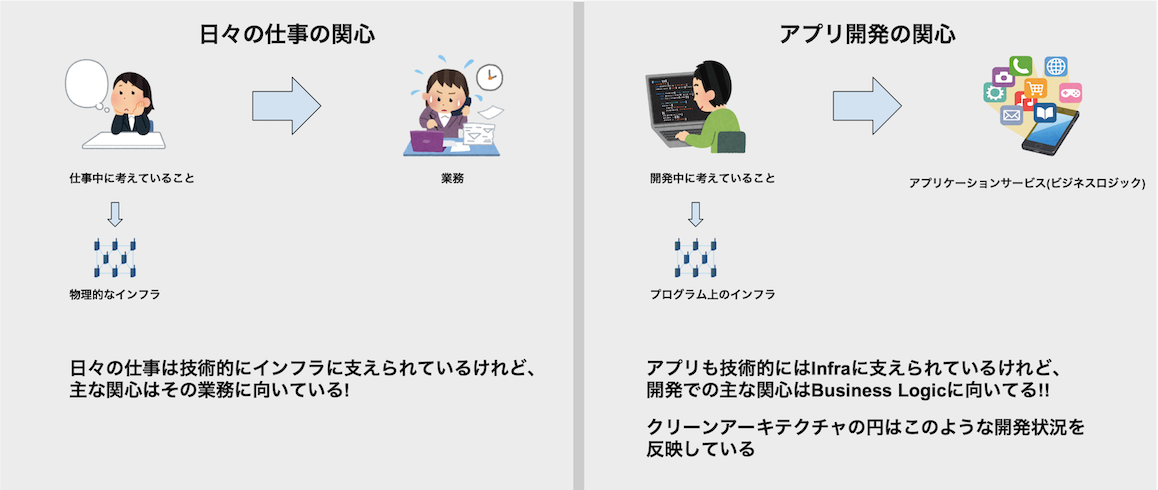 日々の仕事の関心
仕事中に考えていること
業務
物理的なインフラ
日々の仕事は技術的にインフラに支えられているけれど、
主な関心はその業務に向いている!
アプリ開発の関心
開発中に考えていること
アプリケーションサービス(ビジネスロジック)
プログラム上のインフラ
アプリも技術的にはInfraに支えられているけれど、
開発での主な関心はBusiness Logicに向いてる!!
クリーンアーキテクチャの円はこのような開発状況を
反映している